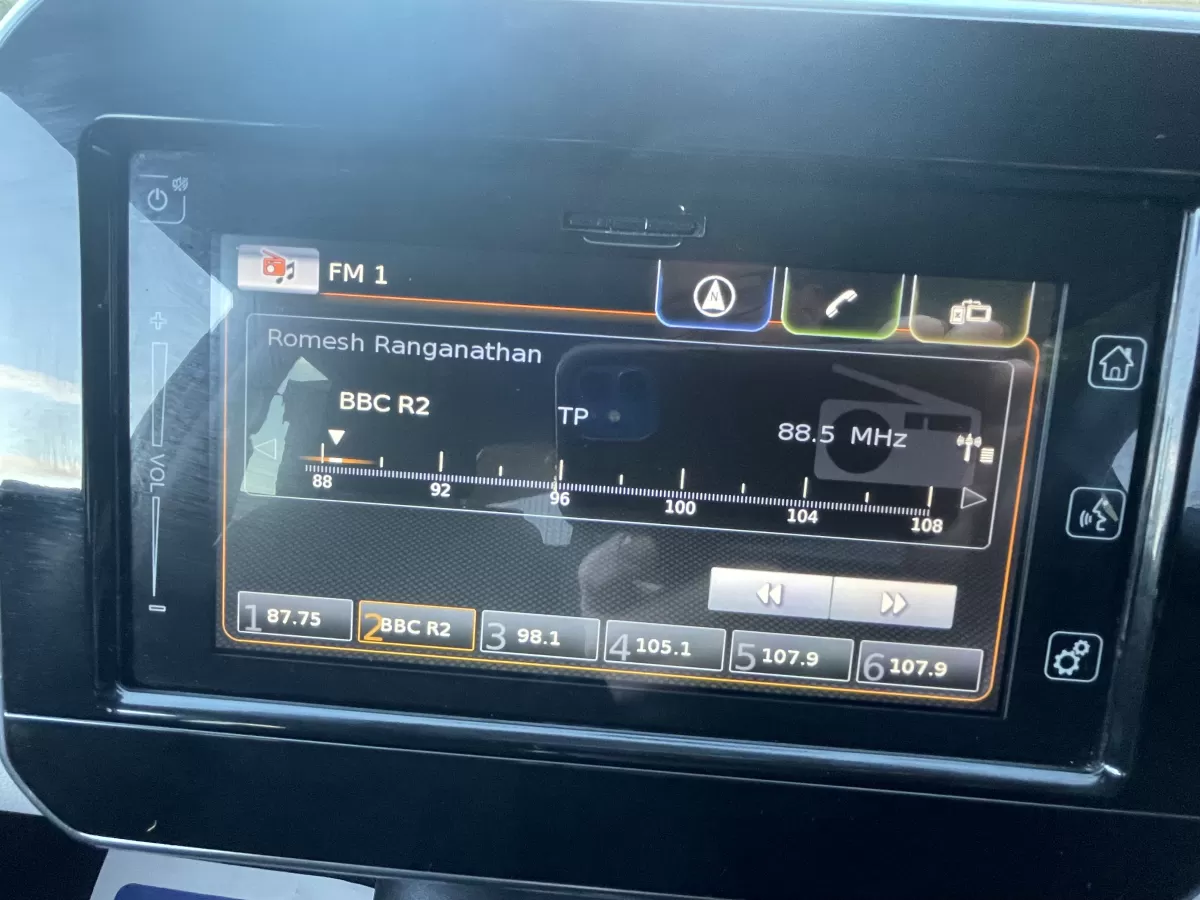 FM 1
N
Romesh Ranganathan
BBC R2
TP
88.5 MHz
88 92 96 100 104 108
VOL
1 87.75
2 BBC R2
3 98.1
4 105.1
5 107.9
6 107.9